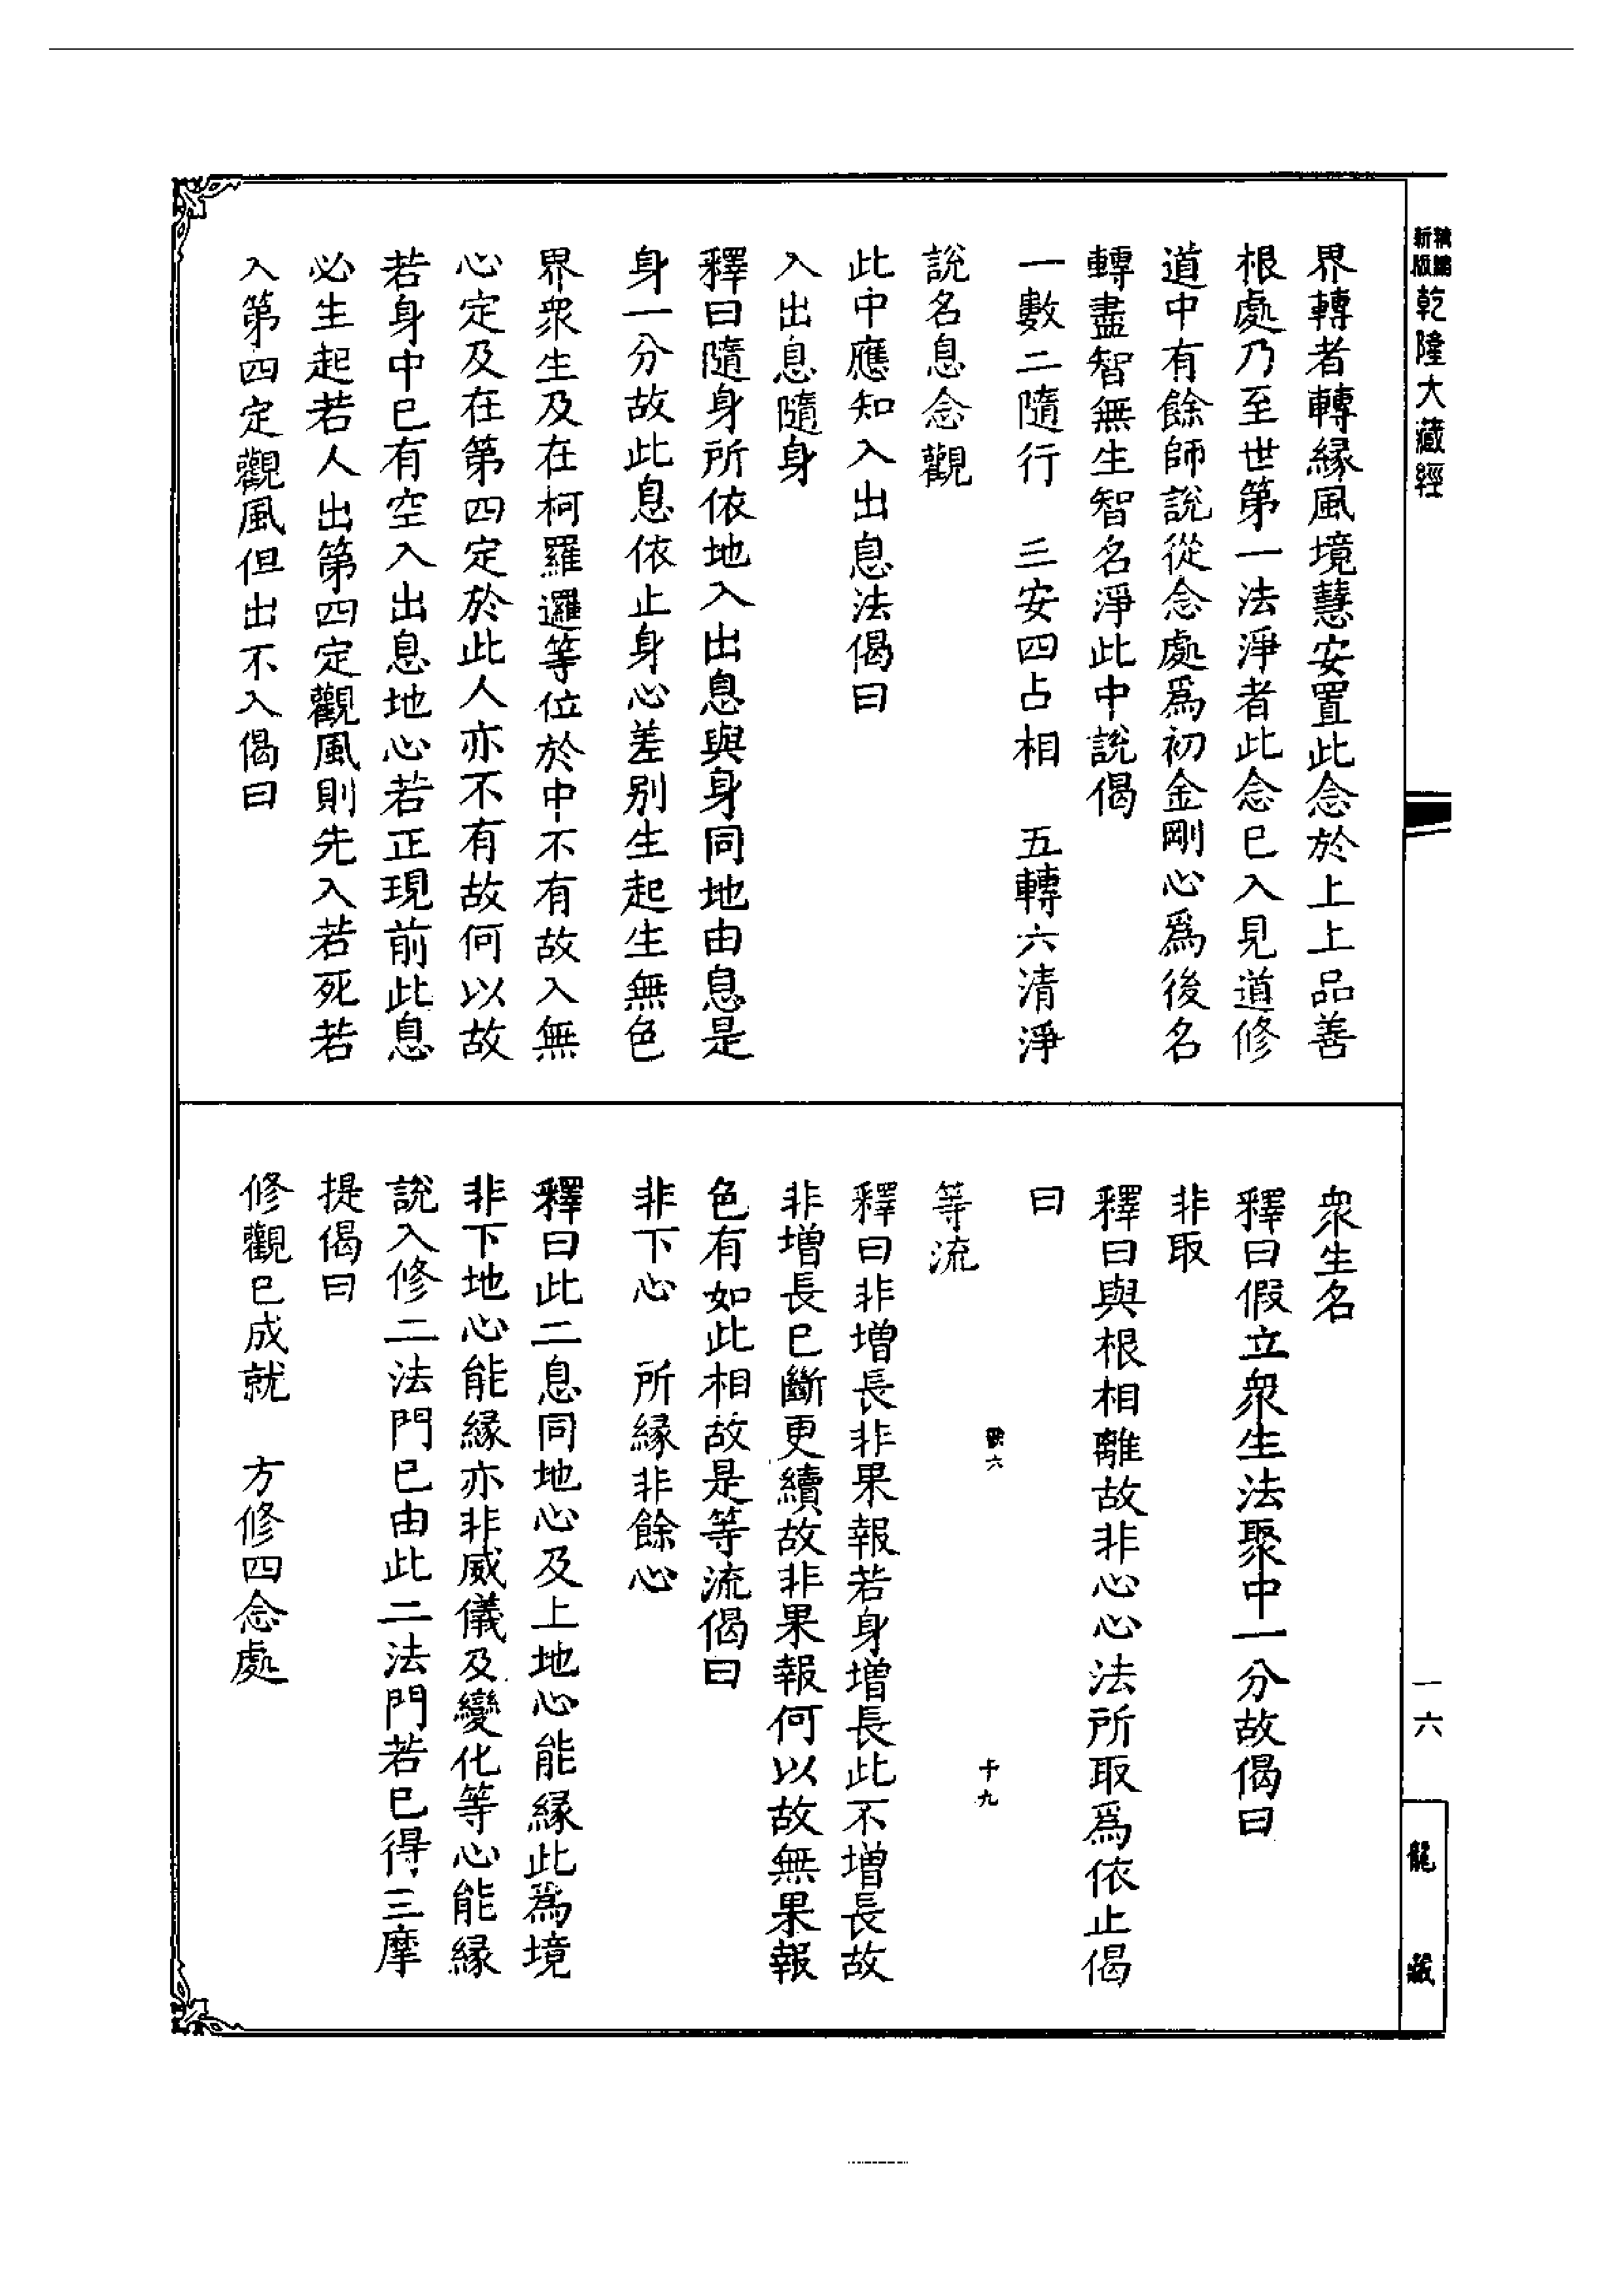 新版
精縮
乾隆大藏經
界轉者轉縁風境慧安置此念於上上品善
根處乃至世第一法淨者此念已入見道修
道中有餘師說從念處爲初金剛心爲後名
轉盡智無生智名淨此中說偈
一數二隨行　三安四占相　五轉六清淨
說名息念觀
此中應知入出息法偈曰
入出息隨身
釋曰隨身所依地入出息與身同地由息是
身一分故此息依止身心差别生起生無色
界衆生及在柯羅邏等位於中不有故入無
心定及在第四定於此人亦不有故何以故
若身中已有空入出息地心若正現前此息
必生起若人出第四定觀風則先入若死若
入第四定觀風但出不入偈曰
衆生名
釋曰假立衆生法聚中一分故偈曰
非取
釋曰與根相離故非心心法所取爲依止偈
曰
六
十九
等流
釋曰非增長非果報若身增長此不增長故
非增長已斷更續故非果報何以故無果報
色有如此相故是等流偈曰
非下心　所縁非餘心
釋曰此二息同地心及上地心能縁此爲境
非下地心能縁亦非威儀及變化等心能縁
說入修二法門已由此二法門若已得三摩
提偈曰
修觀已成就　方修四念處
一六
龍藏